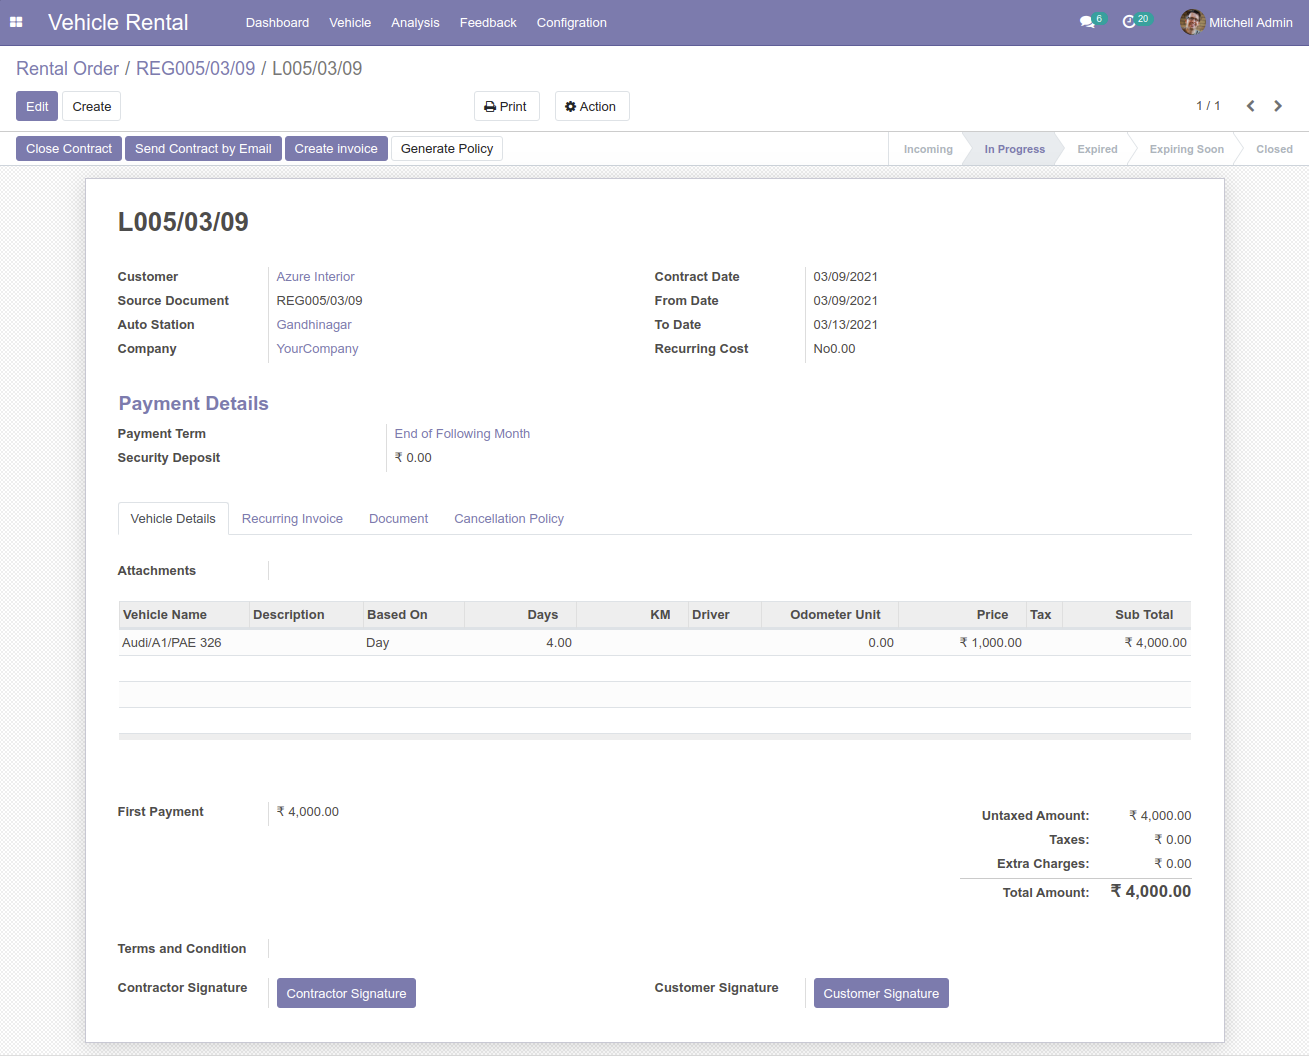 Vehicle Rental Dashboard Vehicle Analysis Feedback Configration 6 20 Mitchell Admin
Rental Order / REG005/03/09 / L005/03/09
Edit Create Print Action 1 / 1
Close Contract Send Contract by Email Create invoice Generate Policy Incoming In Progress Expired Expiring Soon Closed
L005/03/09
Customer Azure Interior Contract Date 03/09/2021
Source Document REG005/03/09 From Date 03/09/2021
Auto Station Gandhinagar To Date 03/13/2021
Company YourCompany Recurring Cost No0.00
Payment Details
Payment Term End of Following Month
Security Deposit ₹ 0.00
Vehicle Details Recurring Invoice Document Cancellation Policy
Attachments
Vehicle Name Description Based On Days KM Driver Odometer Unit Price Tax Sub Total
Audi/A1/PAE 326 Day 4.00 0.00 ₹ 1,000.00 ₹ 4,000.00
First Payment ₹ 4,000.00
Untaxed Amount: ₹ 4,000.00
Taxes: ₹ 0.00
Extra Charges: ₹ 0.00
Total Amount: ₹ 4,000.00
Terms and Condition
Contractor Signature Contractor Signature Customer Signature Customer Signature